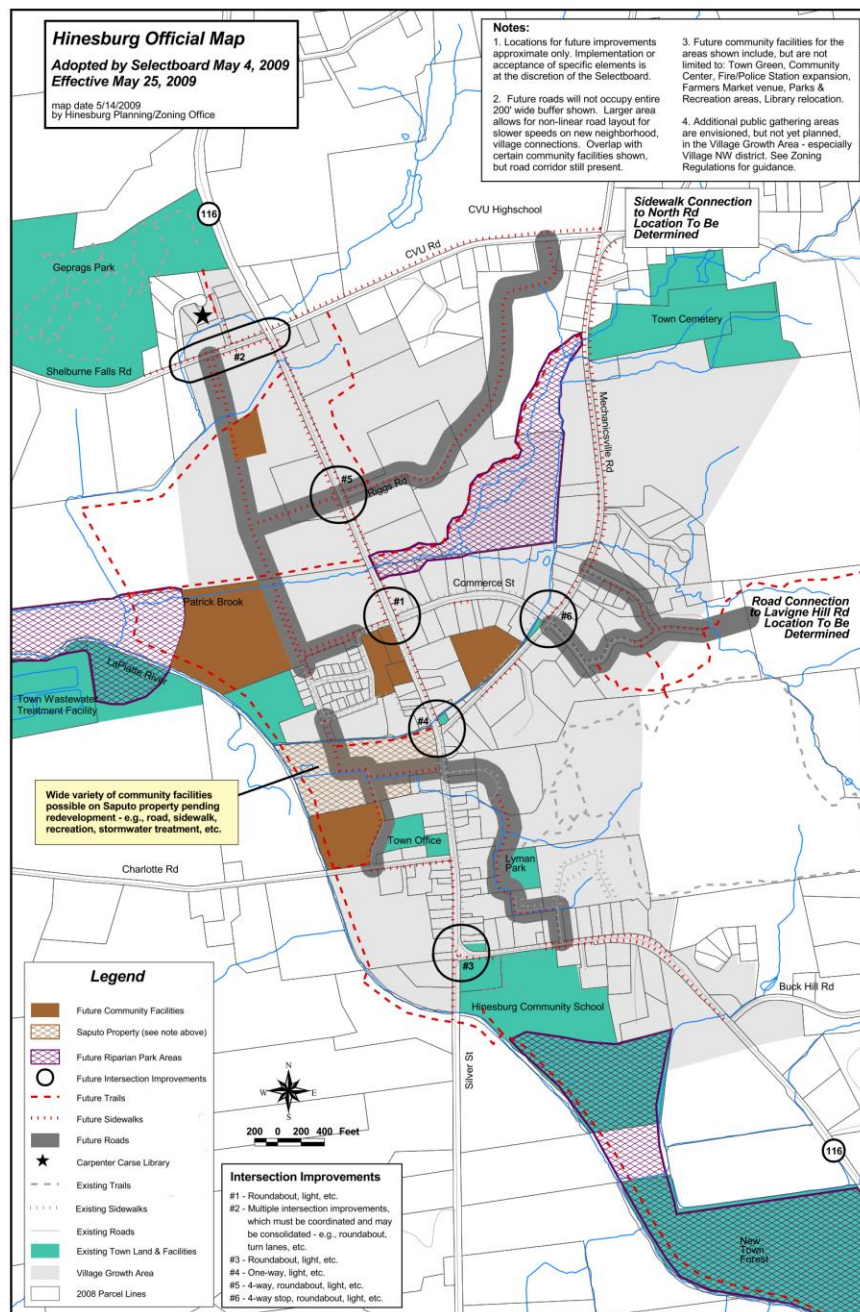 Hinesburg Official Map
Adopted by Selectboard May 4, 2009
Effective May 25, 2009
map date 5/14/2009
by Hinesburg Planning/Zoning Office
Notes:
1. Locations for future improvements
approximate only. Implementation or
acceptance of specific elements is
at the discretion of the Selectboard.
2. Future roads will not occupy entire
200' wide buffer shown. Larger area
allows for non-linear road layout for
slower speeds on new neighborhood,
village connections. Overlap with
certain community facilities shown,
but road corridor still present.
3. Future community facilities for the
areas shown include, but are not
limited to: Town Green, Community
Center, Fire/Police Station expansion,
Farmers Market venue, Parks &
Recreation areas, Library relocation.
4. Additional public gathering areas
are envisioned, but not yet planned,
in the Village Growth Area - especially
Village NW district. See Zoning
Regulations for guidance.
116
CVU Highschool
Sidewalk Connection
to North Rd
Location To Be
Determined
CVU Rd
Geprags Park
Town Cemetery
#2
Shelburne Falls Rd
Mechanicsville Rd
#5
Riggs Rd
Commerce St
Patrick Brook
#1
#6
Road Connection
to Lavigne Hill Rd
Location To Be
Determined
LaPlatte River
Town Wastewater
Treatment Facility
#4
Wide variety of community facilities
possible on Saputo property pending
redevelopment - e.g., road, sidewalk,
recreation, stormwater treatment, etc.
Town Office
Charlotte Rd
Lyman
Park
#3
Buck Hill Rd
Hinesburg Community School
Silver St
116
New
Town
Forest
Legend
Future Community Facilities
Saputo Property (see note above)
Future Riparian Park Areas
Future Intersection Improvements
Future Trails
Future Sidewalks
Future Roads
Carpenter Carse Library
Existing Trails
Existing Sidewalks
Existing Roads
Existing Town Land & Facilities
Village Growth Area
2008 Parcel Lines
N
W E
S
200 0 200 400 Feet
Intersection Improvements
#1 - Roundabout, light, etc.
#2 - Multiple intersection improvements,
which must be coordinated and may
be consolidated - e.g., roundabout,
turn lanes, etc.
#3 - Roundabout, light, etc.
#4 - One-way, light, etc.
#5 - 4-way, roundabout, light, etc.
#6 - 4-way stop, roundabout, light, etc.